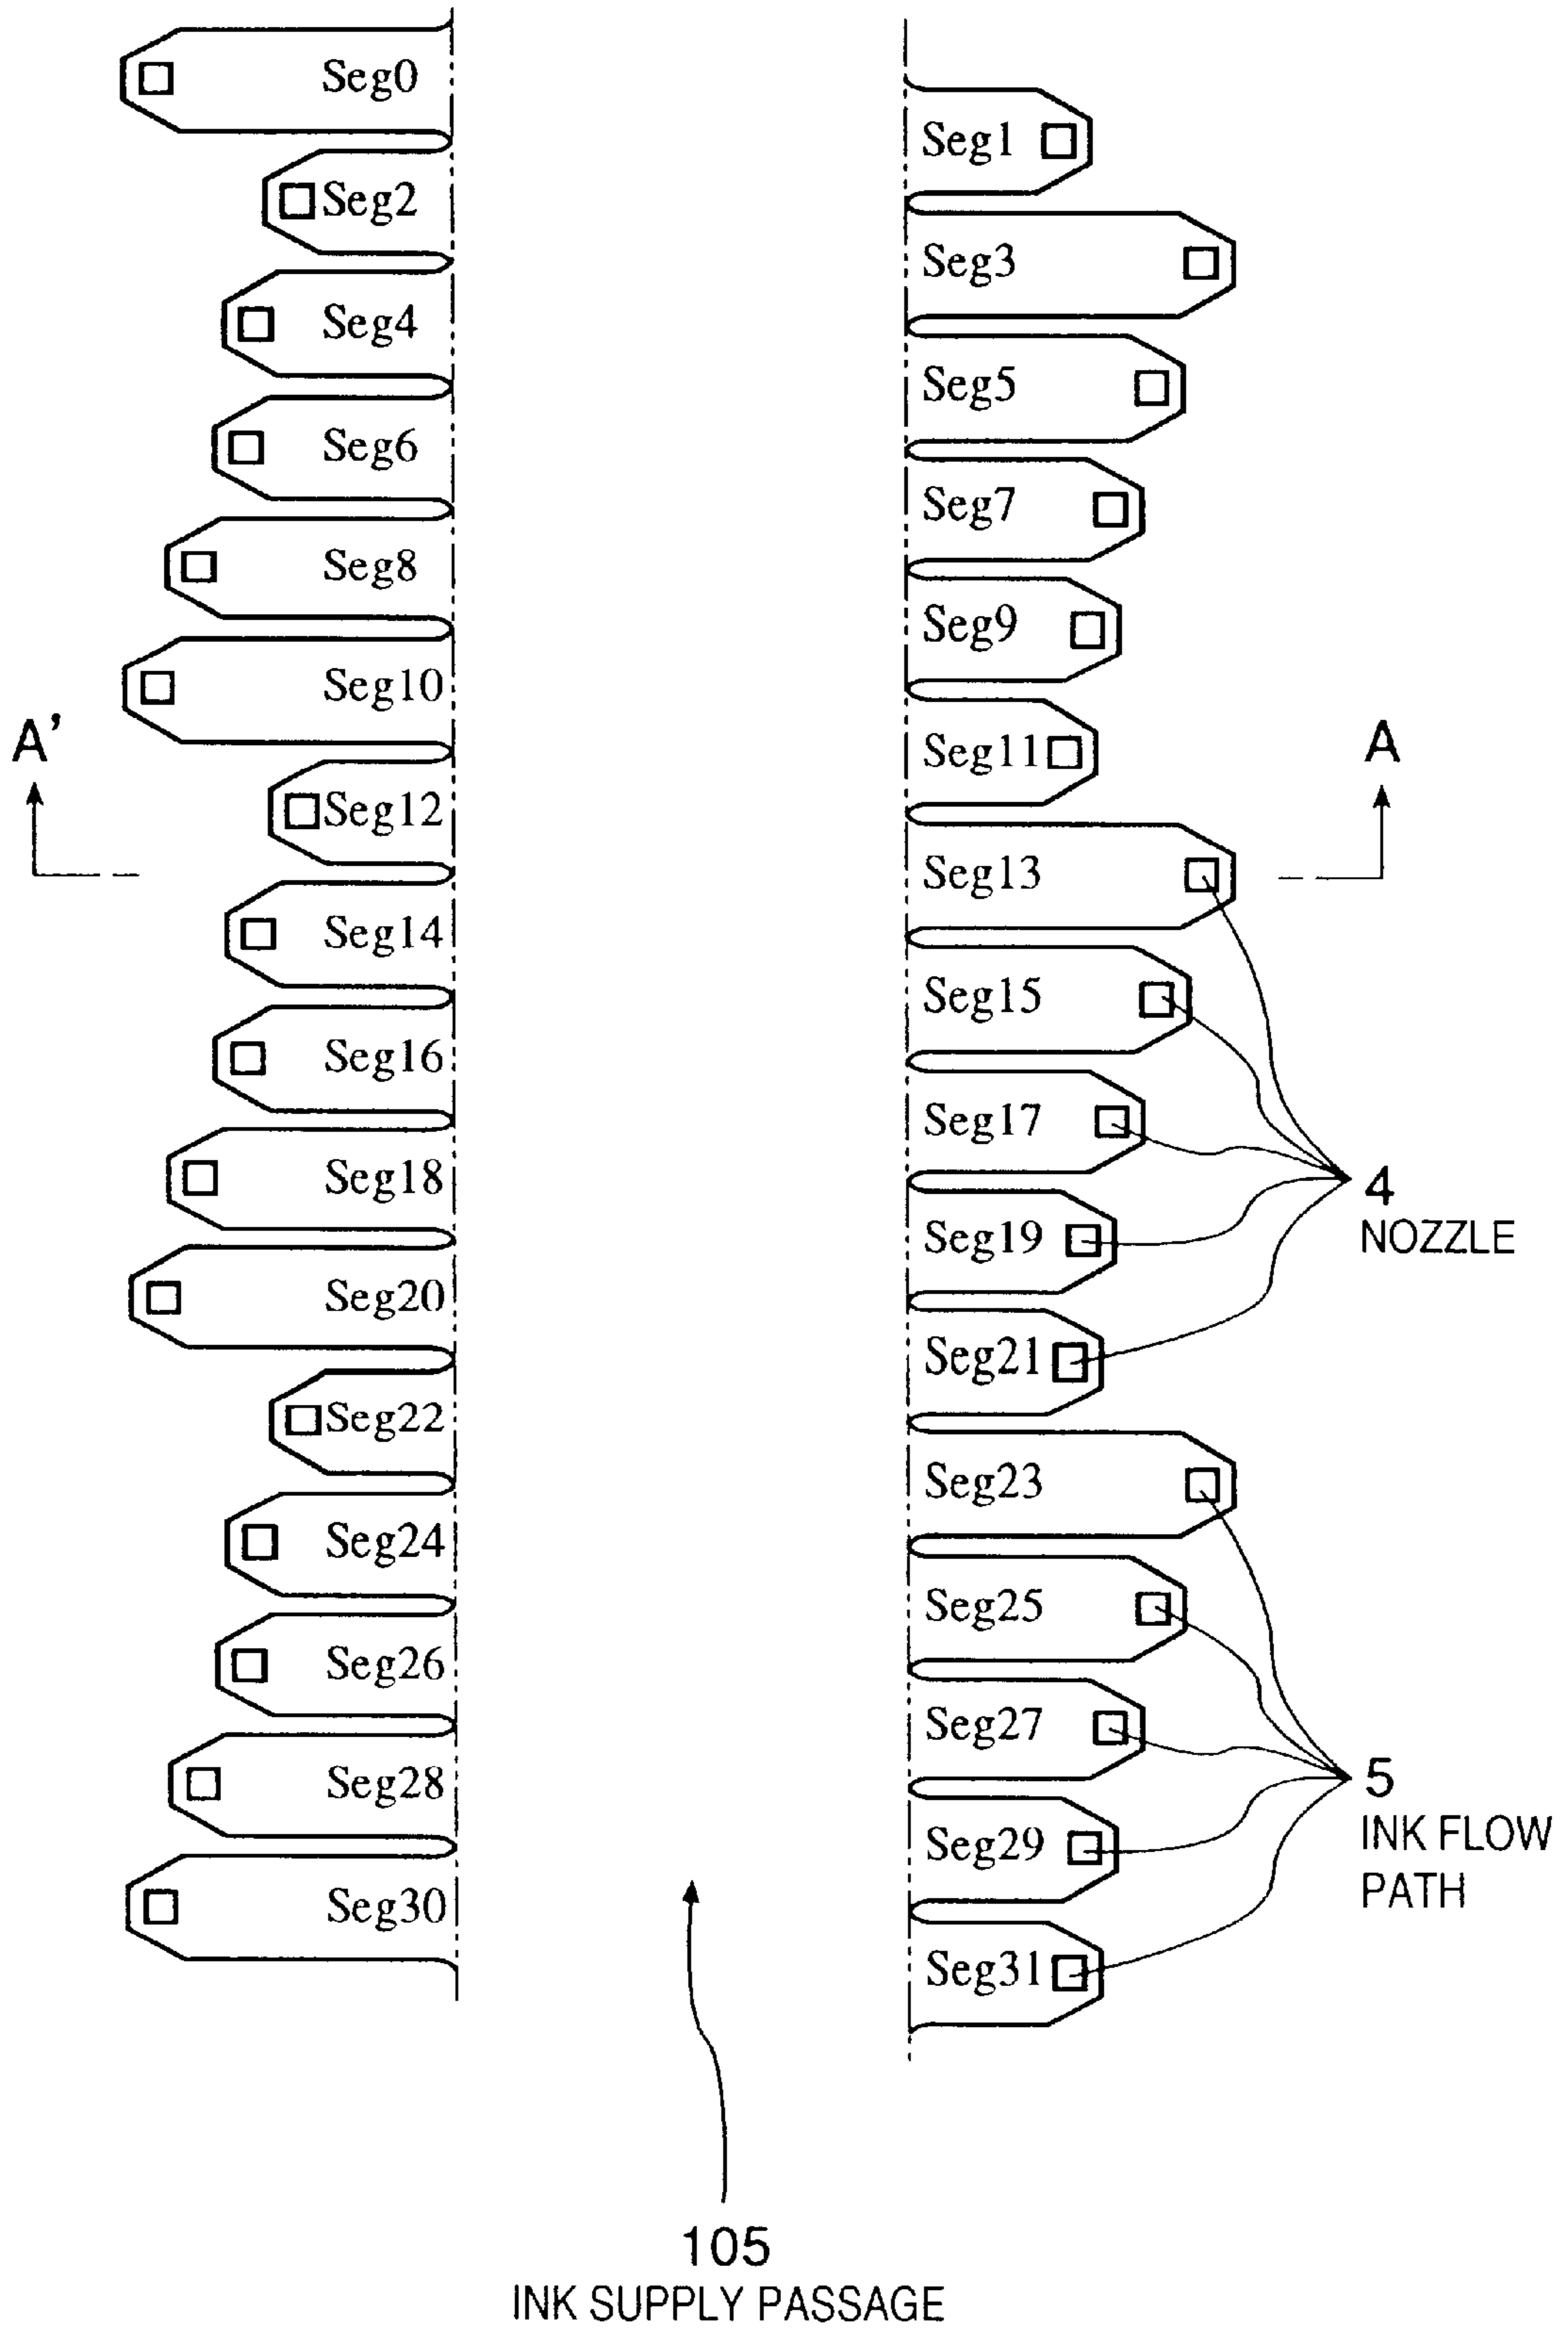 Seg0
Seg1
Seg2
Seg3
Seg4
Seg5
Seg6
Seg7
Seg8
Seg9
Seg10
A'
Seg11
A
Seg12
Seg13
Seg14
Seg15
Seg16
Seg17
Seg18
4
NOZZLE
Seg19
Seg20
Seg21
Seg22
Seg23
Seg24
Seg25
Seg26
Seg27
Seg28
5
INK FLOW
PATH
Seg29
Seg30
Seg31
105
INK SUPPLY PASSAGE